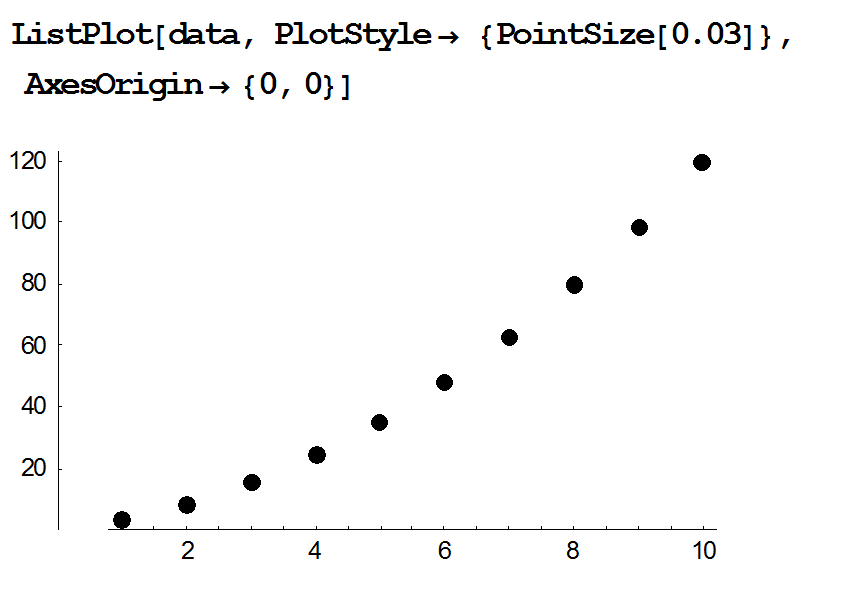 ListPlot[data, PlotStyle → {PointSize[0.03]},
AxesOrigin → {0, 0}]
120
100
80
60
40
20
2 4 6 8 10